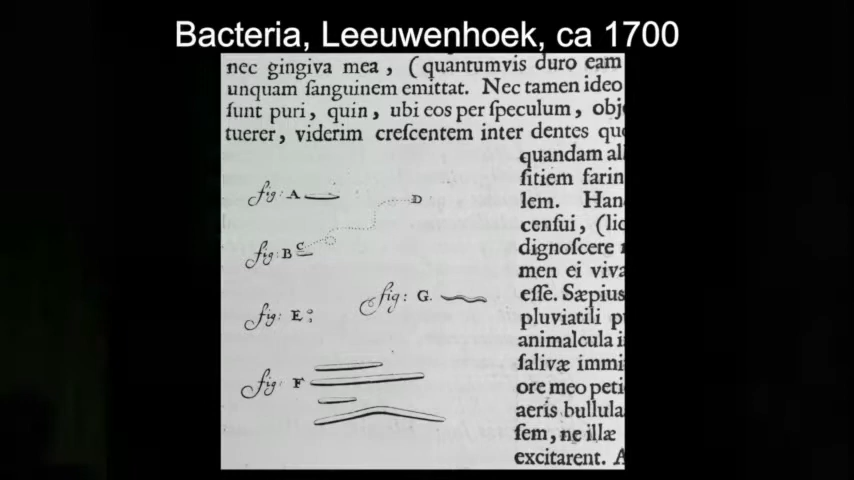 Bacteria, Leeuwenhoek, ca 1700
nec gingiva mea, (quantumvis duro eam
unquam ſanguinem emittat. Nec tamen ideo
ſunt puri, quin, ubi eos per ſpeculum, obj
tuerer, viderim creſcentem inter dentes qu
quandam al
ſitiem farin
lem. Han
cenſui, (lic
dignoſcere
men ei viva
eſſe. Sæpius
pluviatili p
animalcula i
ſalivæ immi
ore meo peti
aeris bullula
ſem, ne illæ
excitarent. A
fig: A
D
fig: B C
fig: G.
fig: E
fig: F